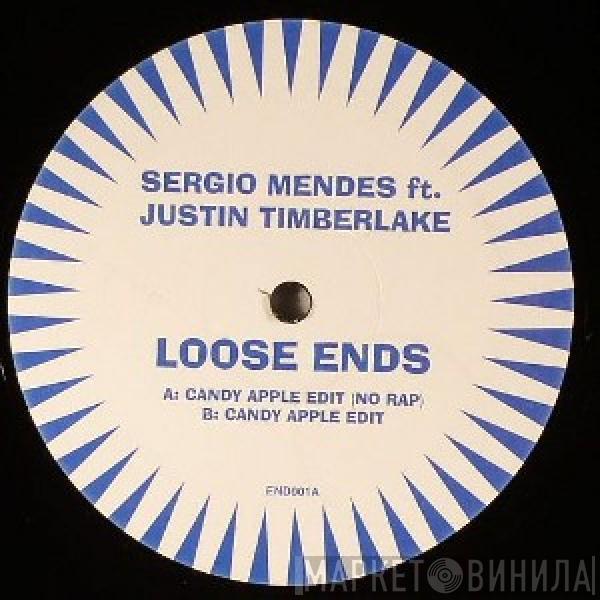 SERGIO MENDES ft.
JUSTIN TIMBERLAKE
LOOSE ENDS
A: CANDY APPLE EDIT (NO RAP)
B: CANDY APPLE EDIT
END001A
МАРКЕТ ВИНИЛА